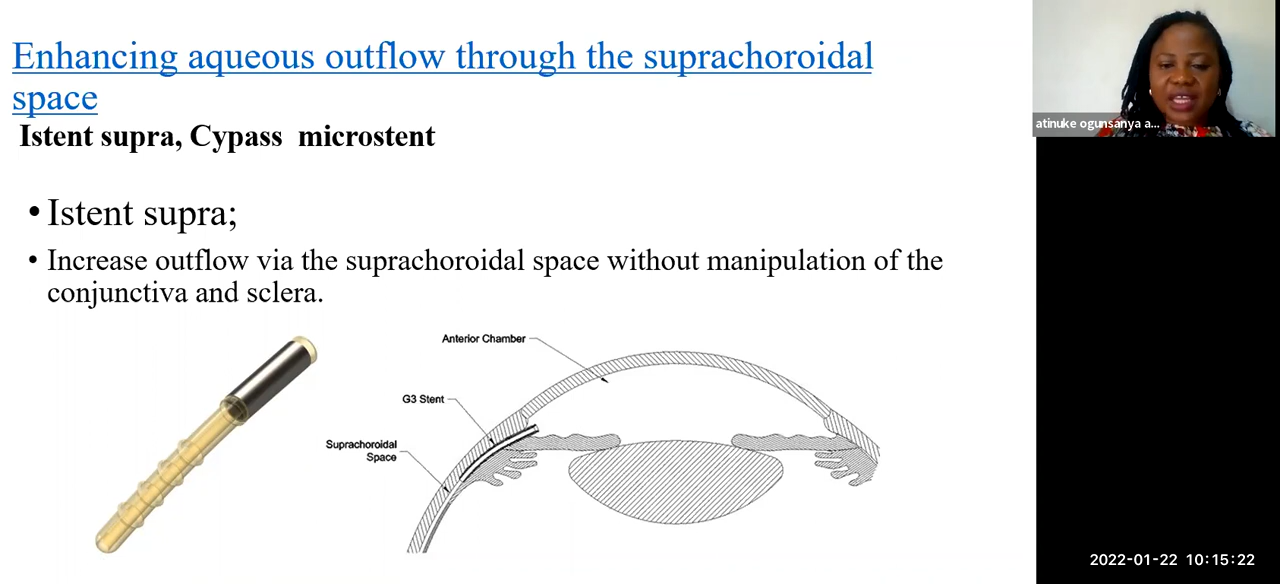 Enhancing aqueous outflow through the suprachoroidal
space
Istent supra, Cypass microstent
• Istent supra;
• Increase outflow via the suprachoroidal space without manipulation of the
conjunctiva and sclera.
Anterior Chamber
G3 Stent
Suprachoroidal
Space
atinuke ogunsanya a...
2022-01-22 10:15:22